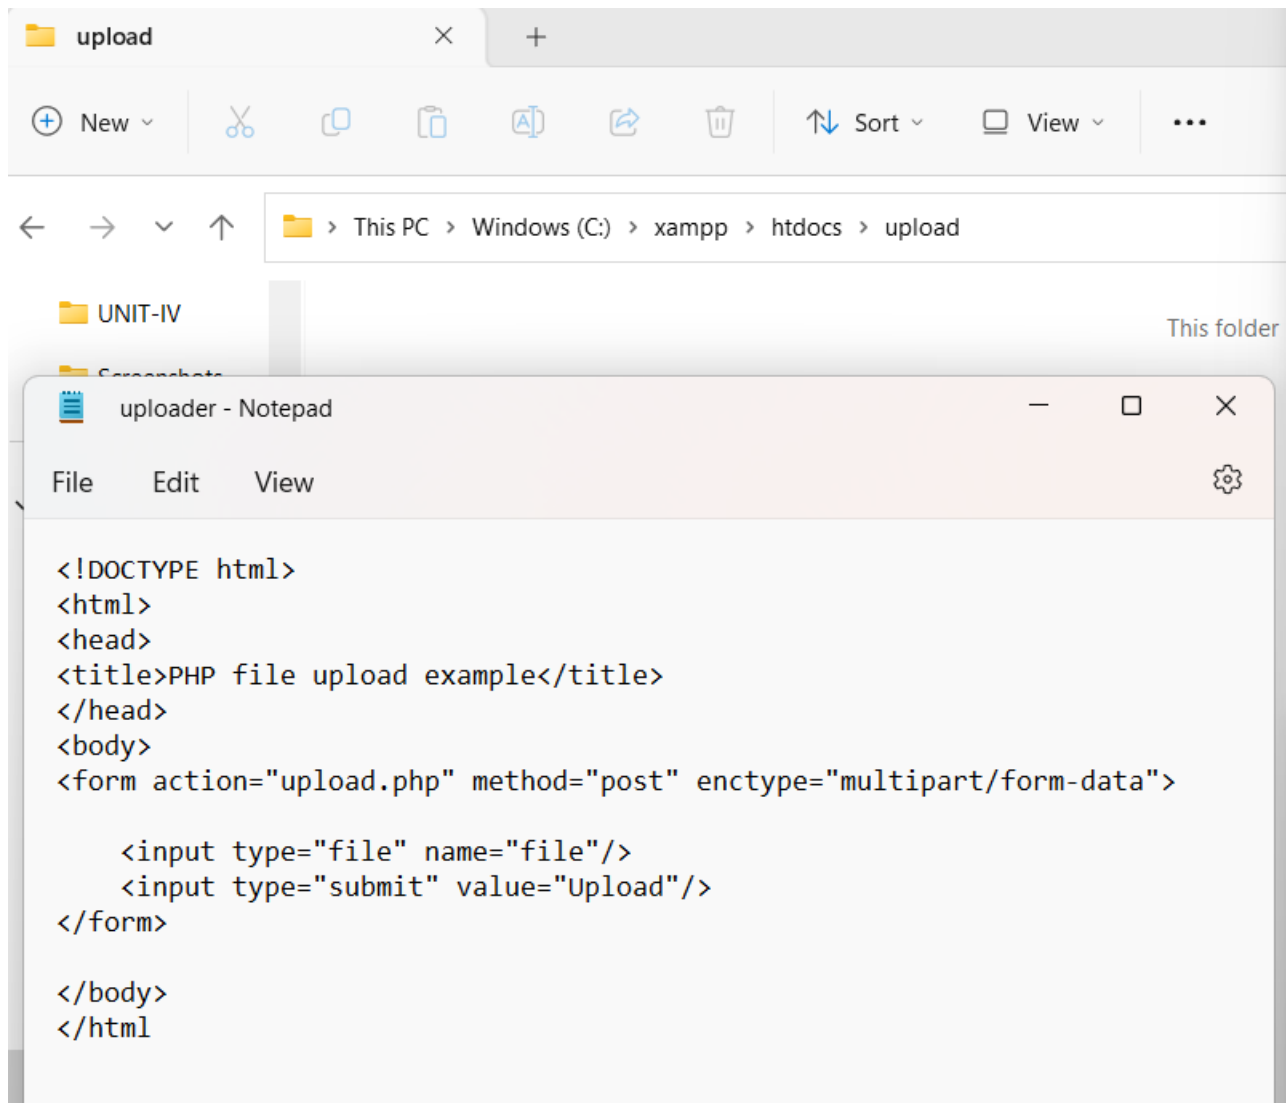 upload
New
Sort
View
This PC > Windows (C:) > xampp > htdocs > upload
UNIT-IV
This folder
Screenshots
uploader - Notepad
File Edit View
<!DOCTYPE html>
<html>
<head>
<title>PHP file upload example</title>
</head>
<body>
<form action="upload.php" method="post" enctype="multipart/form-data">
<input type="file" name="file"/>
<input type="submit" value="Upload"/>
</form>
</body>
</html